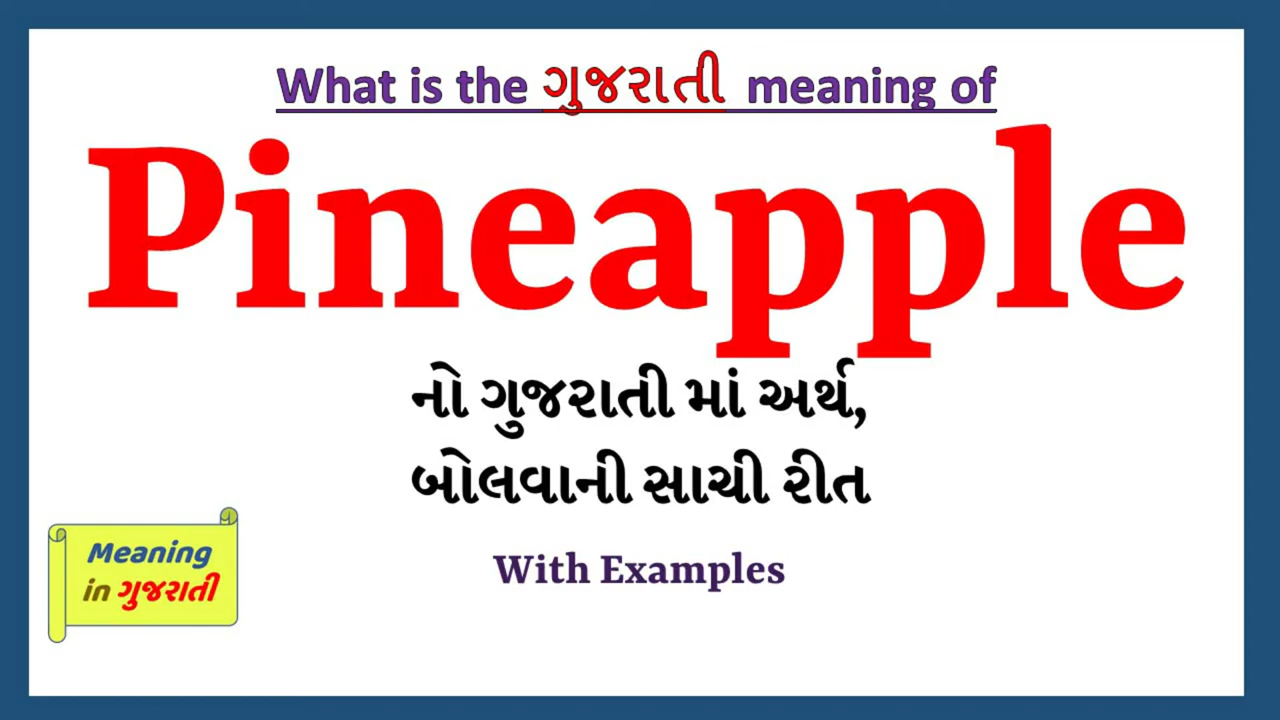 What is the ગુજરાતી meaning of
Pineapple
નો ગુજરાતી માં અર્થ,
બોલવાની સાચી રીત
With Examples
Meaning
in ગુજરાતી